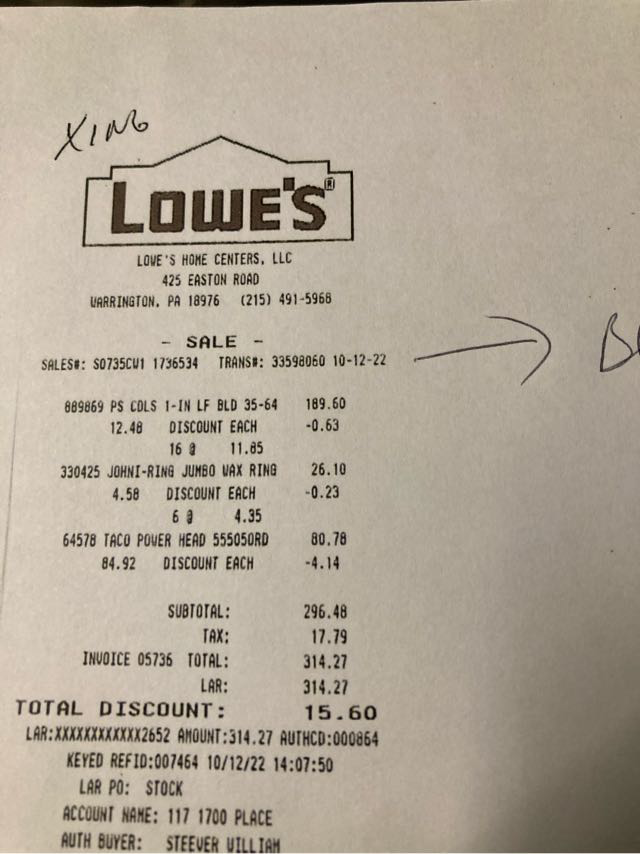 XING
LOWE'S®
LOWE'S HOME CENTERS, LLC
425 EASTON ROAD
WARRINGTON, PA 18976 (215) 491-5968
- SALE -
SALES#: S0735CW1 1736534 TRANS#: 33598060 10-12-22
889869 PS CDLS 1-IN LF BLD 35-64 189.60
12.48 DISCOUNT EACH -0.63
16 @ 11.85
330425 JOHNI-RING JUMBO WAX RING 26.10
4.58 DISCOUNT EACH -0.23
6 @ 4.35
64578 TACO POWER HEAD 555050RD 80.78
84.92 DISCOUNT EACH -4.14
SUBTOTAL: 296.48
TAX: 17.79
INVOICE 05736 TOTAL: 314.27
LAR: 314.27
TOTAL DISCOUNT: 15.60
LAR:XXXXXXXXXXXX2652 AMOUNT:314.27 AUTHCD:000864
KEYED REFID:007464 10/12/22 14:07:50
LAR PO: STOCK
ACCOUNT NAME: 117 1700 PLACE
AUTH BUYER: STEEVER WILLIAM